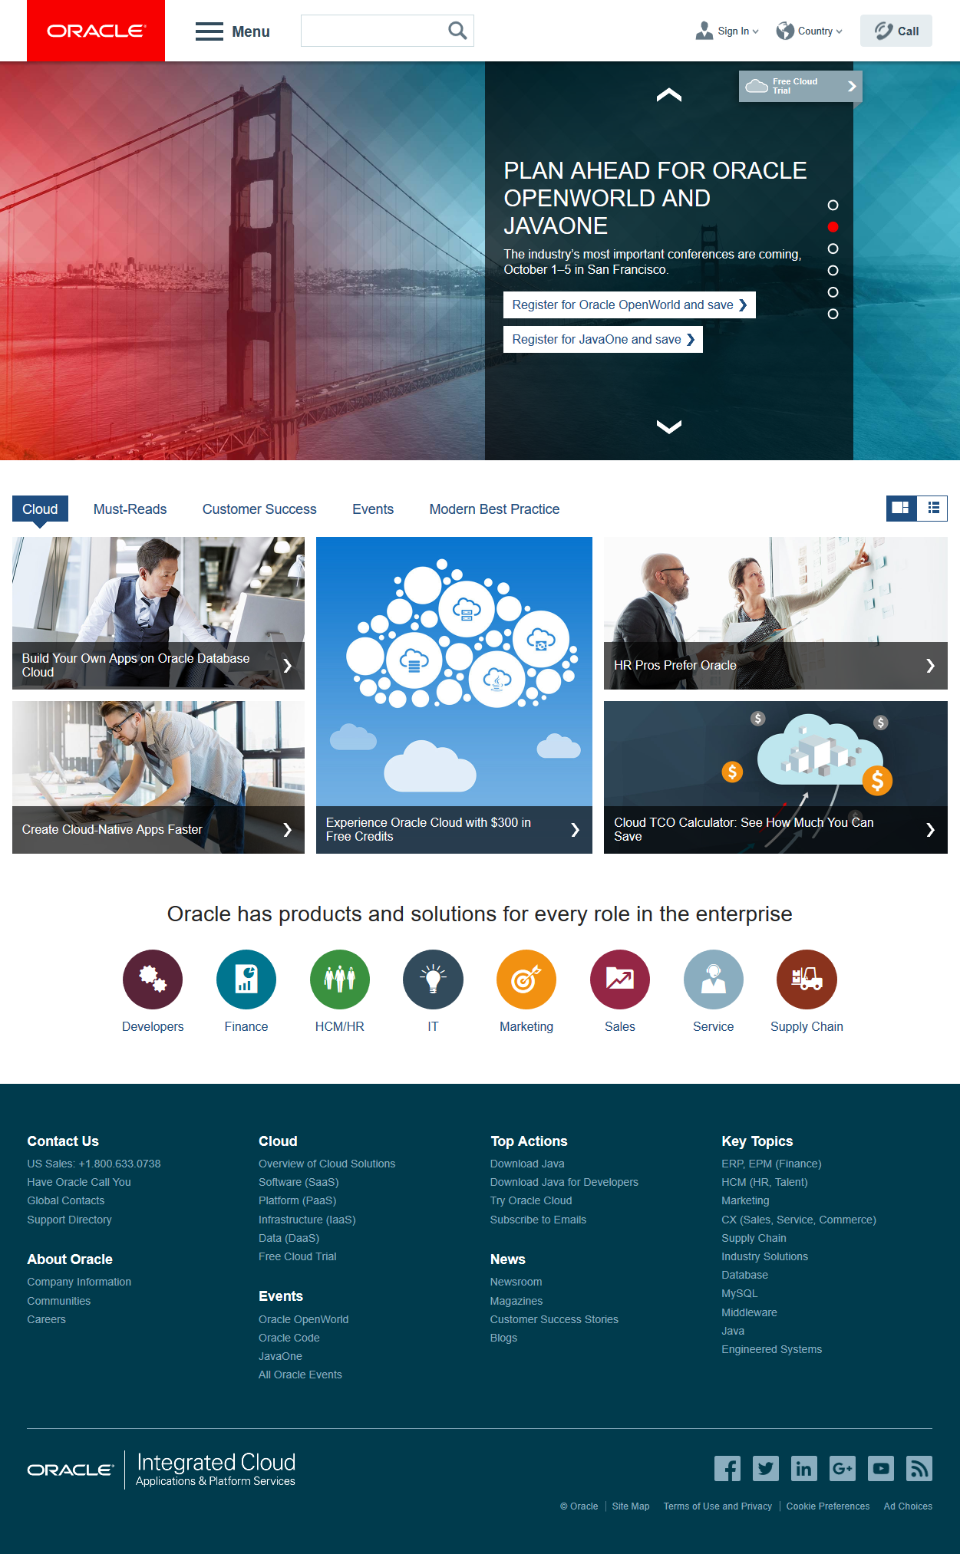 ORACLE
Menu
Sign In
Country
Call
Free Cloud
Trial
PLAN AHEAD FOR ORACLE
OPENWORLD AND
JAVAONE
The industry's most important conferences are coming,
October 1–5 in San Francisco.
Register for Oracle OpenWorld and save
Register for JavaOne and save
Cloud
Must-Reads
Customer Success
Events
Modern Best Practice
Build Your Own Apps on Oracle Database
Cloud
HR Pros Prefer Oracle
Create Cloud-Native Apps Faster
Experience Oracle Cloud with $300 in
Free Credits
Cloud TCO Calculator: See How Much You Can
Save
Oracle has products and solutions for every role in the enterprise
Developers
Finance
HCM/HR
IT
Marketing
Sales
Service
Supply Chain
Contact Us
US Sales: +1.800.633.0738
Have Oracle Call You
Global Contacts
Support Directory
About Oracle
Company Information
Communities
Careers
Cloud
Overview of Cloud Solutions
Software (SaaS)
Platform (PaaS)
Infrastructure (IaaS)
Data (DaaS)
Free Cloud Trial
Events
Oracle OpenWorld
Oracle Code
JavaOne
All Oracle Events
Top Actions
Download Java
Download Java for Developers
Try Oracle Cloud
Subscribe to Emails
News
Newsroom
Magazines
Customer Success Stories
Blogs
Key Topics
ERP, EPM (Finance)
HCM (HR, Talent)
Marketing
CX (Sales, Service, Commerce)
Supply Chain
Industry Solutions
Database
MySQL
Middleware
Java
Engineered Systems
ORACLE
Integrated Cloud
Applications & Platform Services
© Oracle
Site Map
Terms of Use and Privacy
Cookie Preferences
Ad Choices